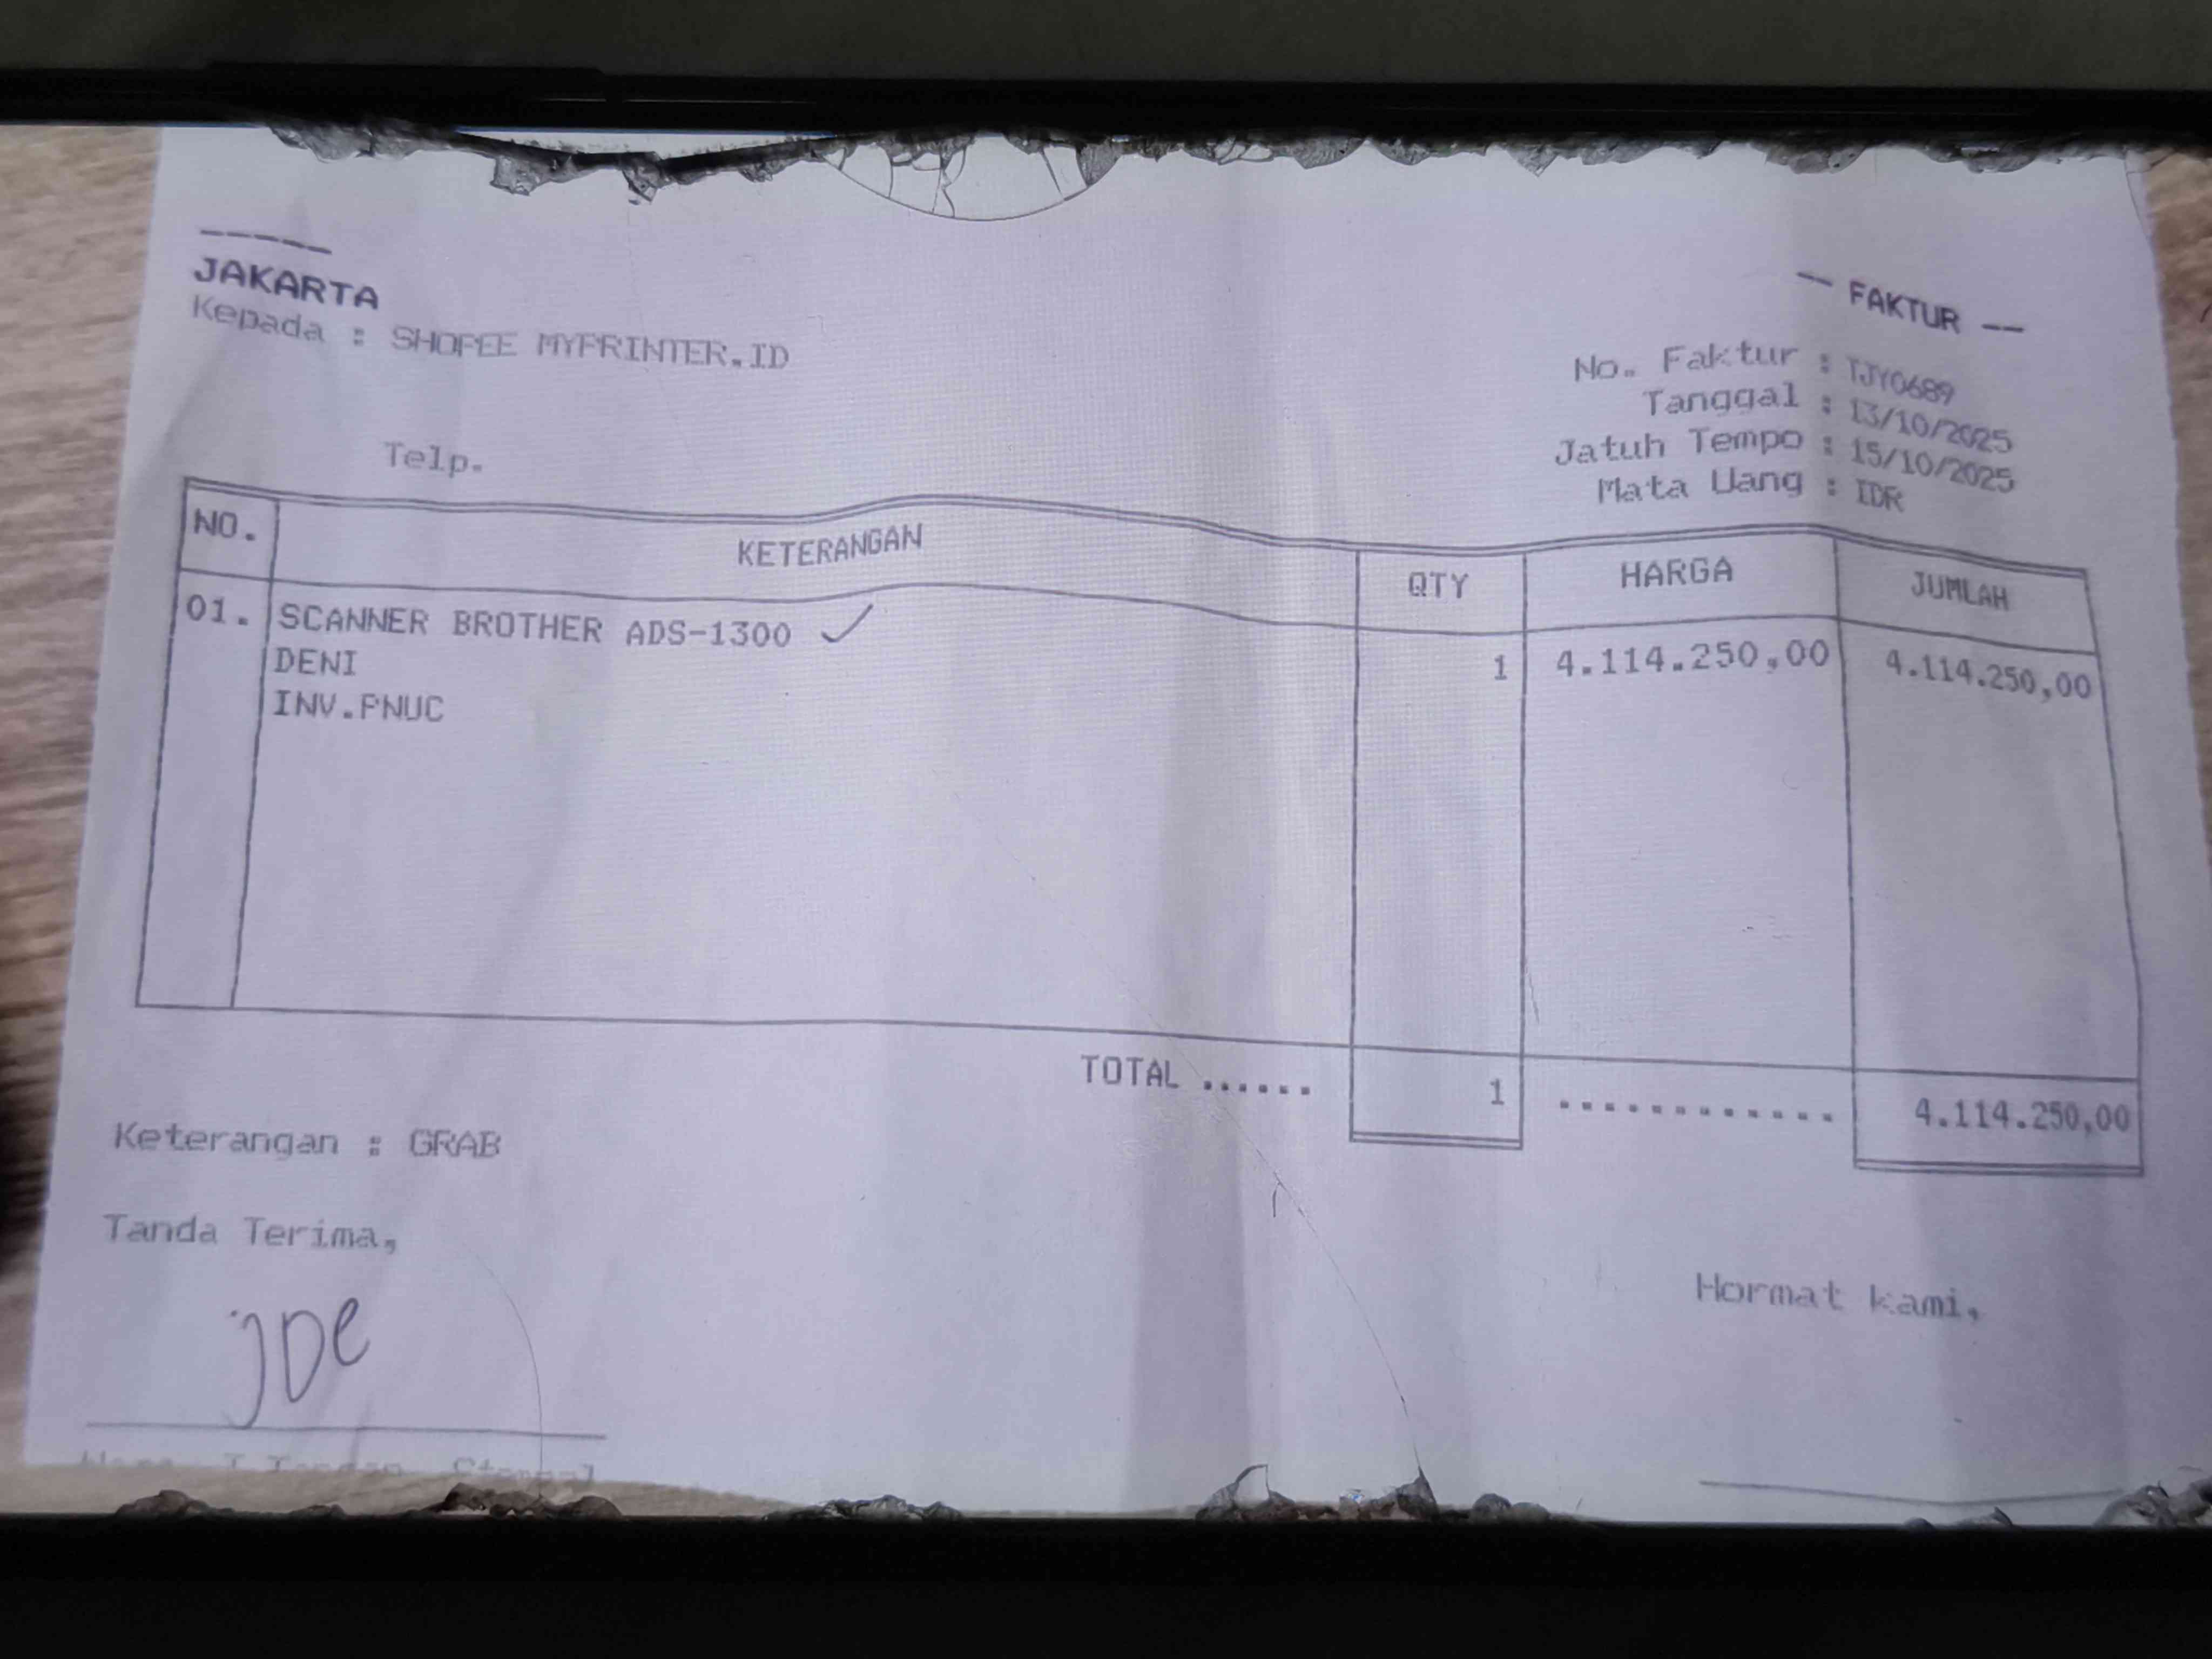 -----
JAKARTA
Kepada : SHOPEE MYPRINTER.ID
Telp.
-- FAKTUR --
No. Faktur : TJY0689
Tanggal : 13/10/2025
Jatuh Tempo : 15/10/2025
Mata Uang : IDR
NO. KETERANGAN QTY HARGA JUMLAH
01. SCANNER BROTHER ADS-1300 ✓ 1 4.114.250,00 4.114.250,00
DENI
INV.PNUC
TOTAL ...... 1 ............ 4.114.250,00
Keterangan : GRAB
Tanda Terima,
Hormat kami,